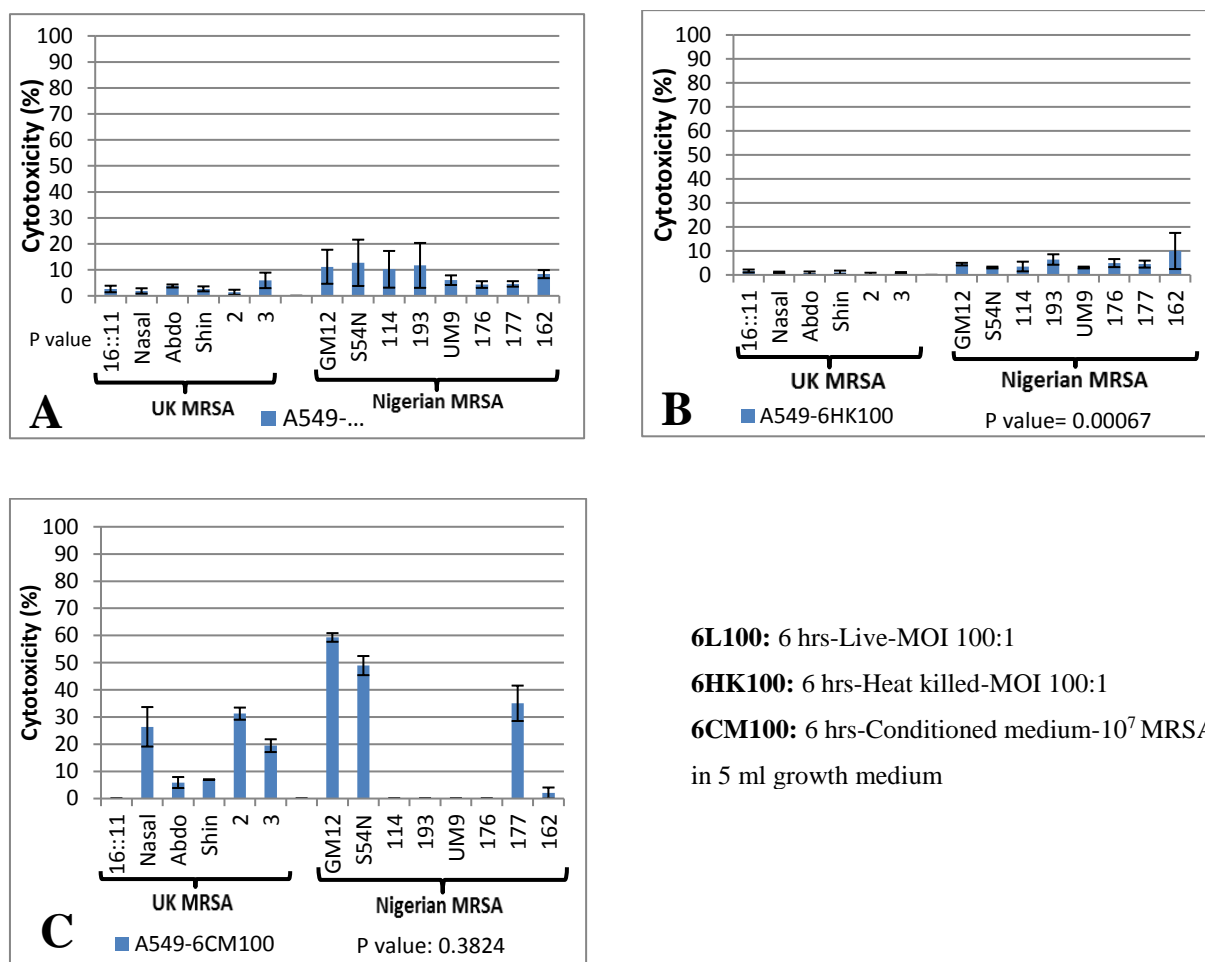 100
90
80
70
60
50
40
30
20
10
0
Cytotoxicity (%)
P value
16::11
Nasal
Abdo
Shin
2
3
GM12
S54N
114
193
UM9
176
177
162
UK MRSA
Nigerian MRSA
A
A549-...
100
90
80
70
60
50
40
30
20
10
0
Cytotoxicity (%)
16::11
Nasal
Abdo
Shin
2
3
GM12
S54N
114
193
UM9
176
177
162
UK MRSA
Nigerian MRSA
B
A549-6HK100
P value= 0.00067
100
90
80
70
60
50
40
30
20
10
0
Cytotoxicity (%)
16::11
Nasal
Abdo
Shin
2
3
GM12
S54N
114
193
UM9
176
177
162
UK MRSA
Nigerian MRSA
C
A549-6CM100
P value: 0.3824
6L100: 6 hrs-Live-MOI 100:1
6HK100: 6 hrs-Heat killed-MOI 100:1
6CM100: 6 hrs-Conditioned medium-10⁷ MRSA
in 5 ml growth medium